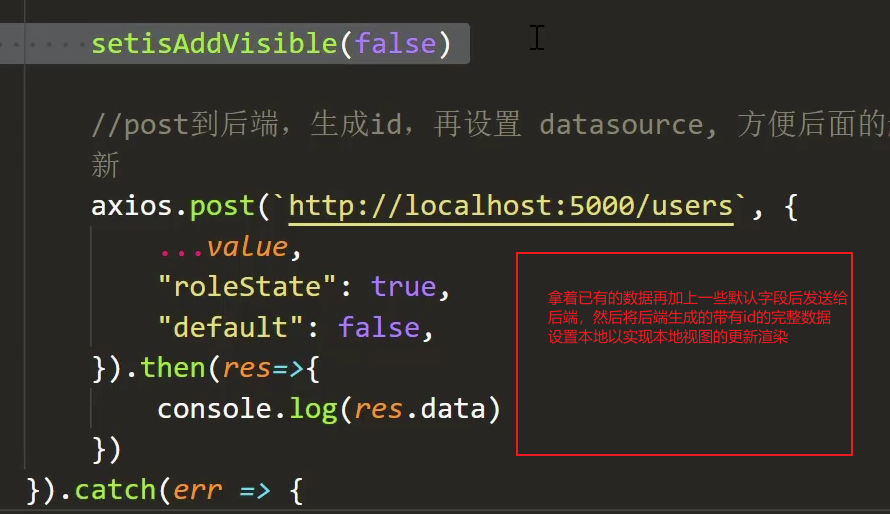 setisAddVisible(false)
//post到后端，生成id，再设置 datasource, 方便后面的
新
axios.post(`http://localhost:5000/users`, {
...value,
"roleState": true,
"default": false,
}).then(res=>{
console.log(res.data)
})
}).catch(err => {
拿着已有的数据再加上一些默认字段后发送给
后端，然后将后端生成的带有id的完整数据
设置本地以实现本地视图的更新渲染